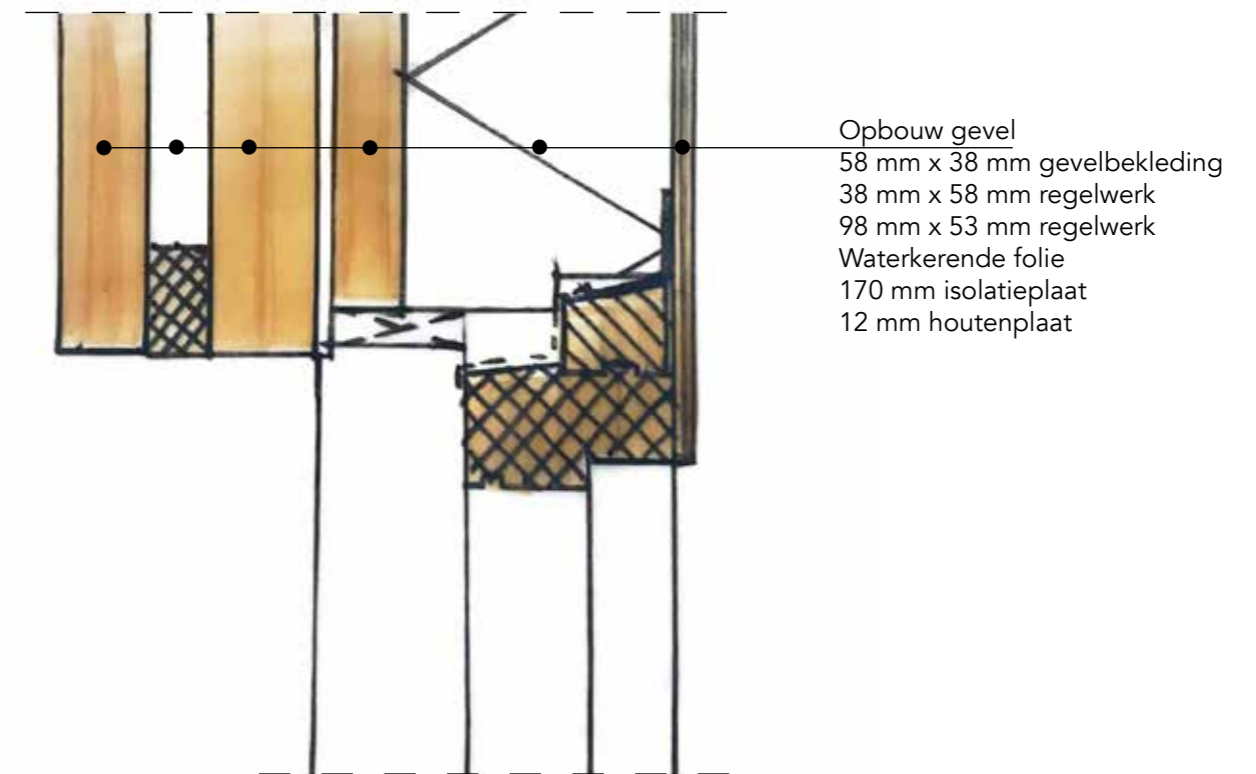 Opbouw gevel
58 mm x 38 mm gevelbekleding
38 mm x 58 mm regelwerk
98 mm x 53 mm regelwerk
Waterkerende folie
170 mm isolatieplaat
12 mm houtenplaat